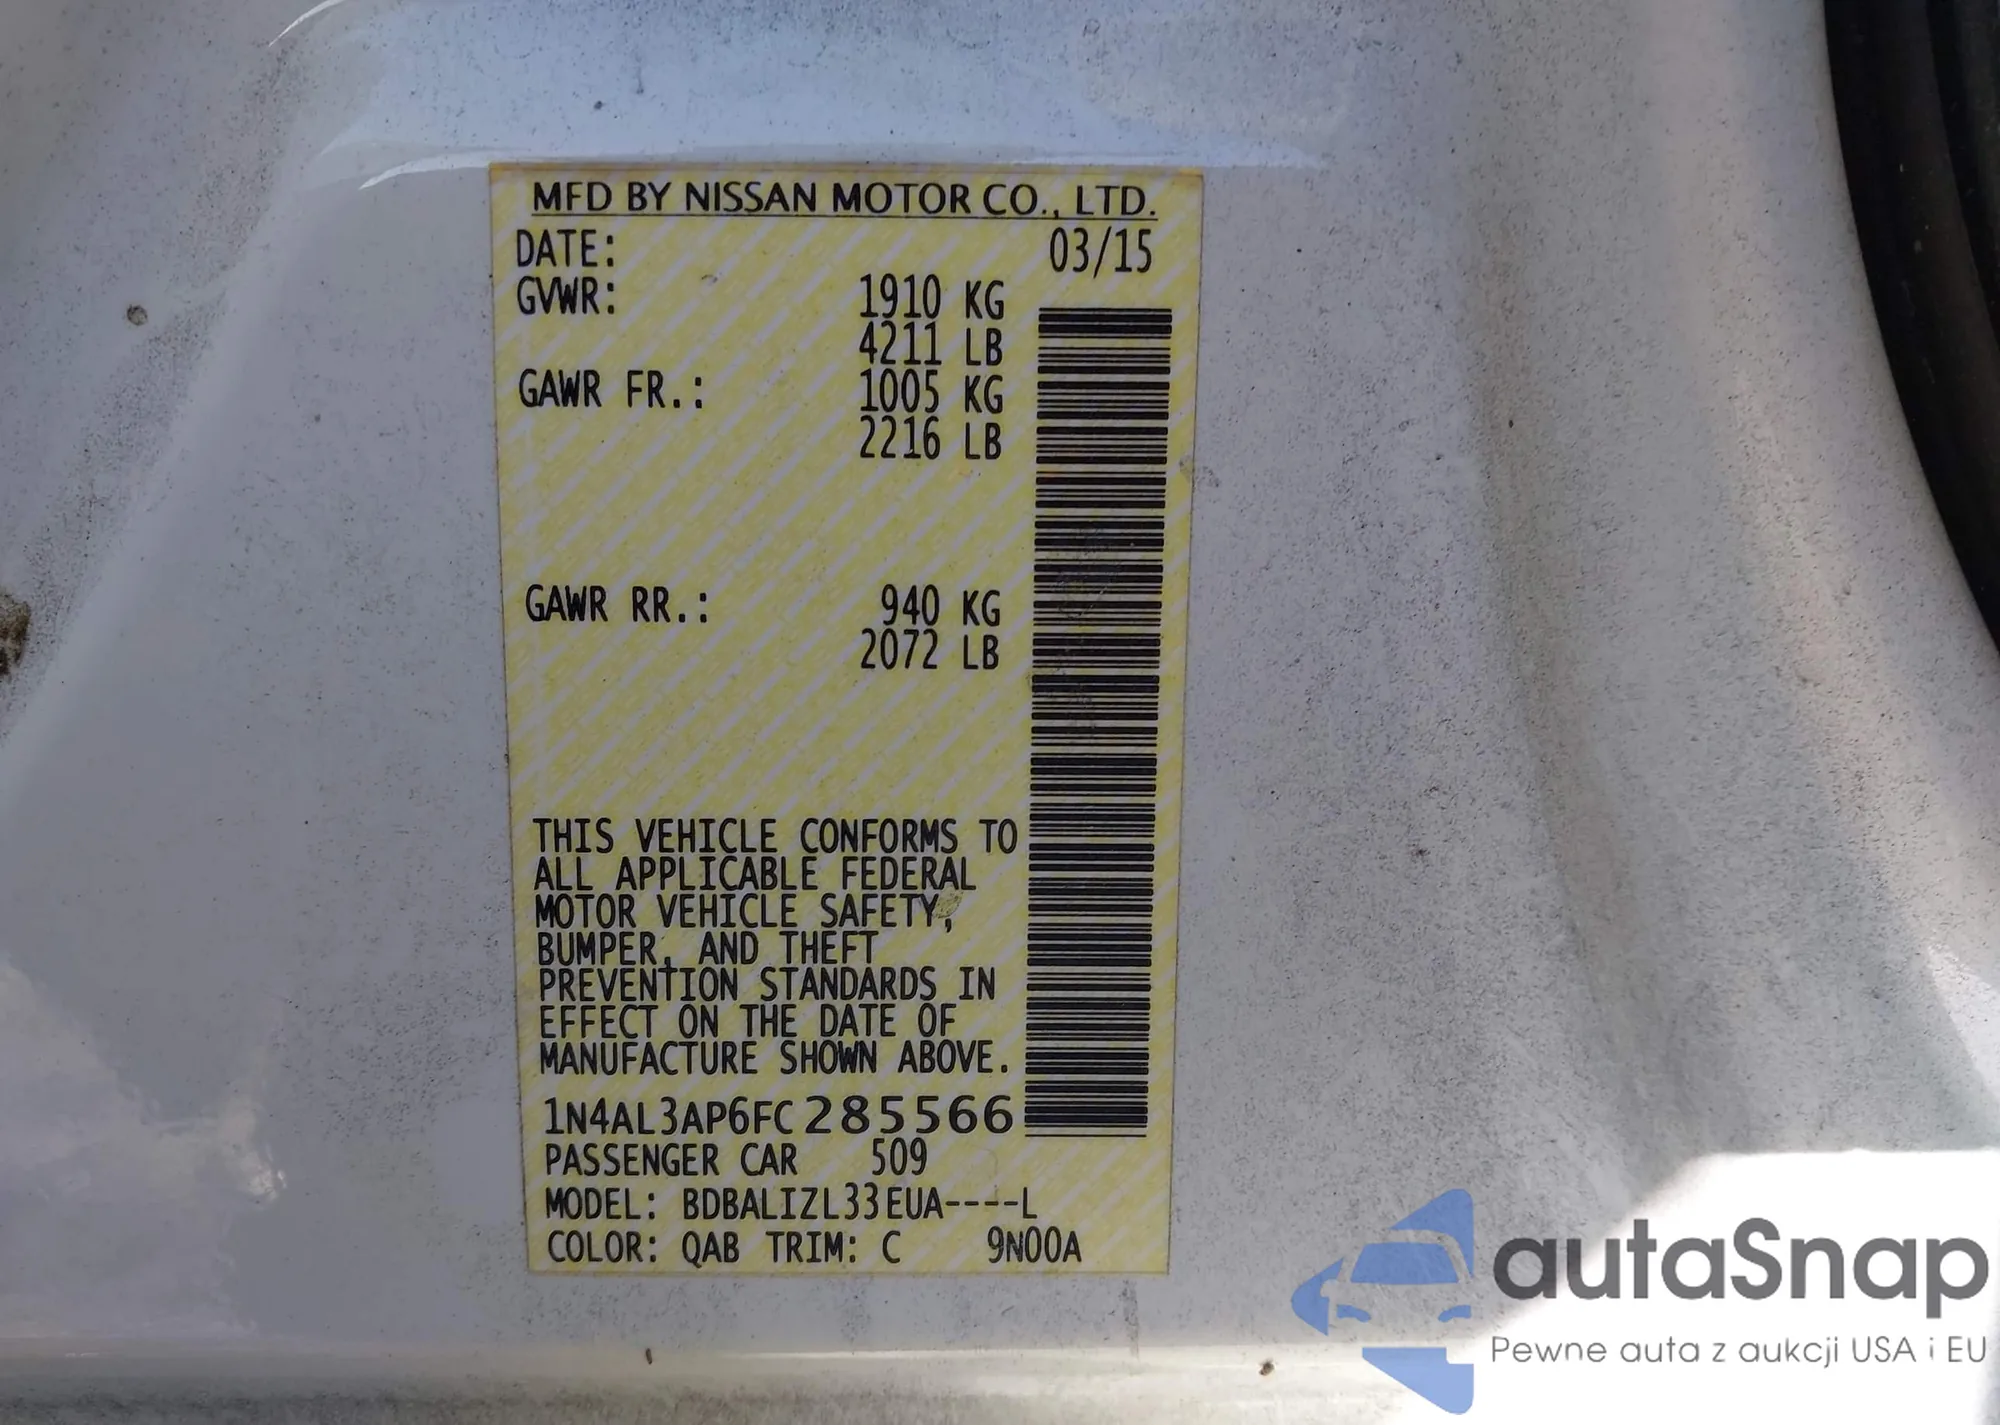 MFD BY NISSAN MOTOR CO., LTD.
DATE: 03/15
GVWR: 1910 KG
4211 LB
GAWR FR.: 1005 KG
2216 LB
GAWR RR.: 940 KG
2072 LB
THIS VEHICLE CONFORMS TO
ALL APPLICABLE FEDERAL
MOTOR VEHICLE SAFETY,
BUMPER, AND THEFT
PREVENTION STANDARDS IN
EFFECT ON THE DATE OF
MANUFACTURE SHOWN ABOVE.
1N4AL3AP6FC285566
PASSENGER CAR 509
MODEL: BDBALIZL33EUA----L
COLOR: QAB TRIM: C 9N00A
autaSnap
Pewne auta z aukcji USA i EU